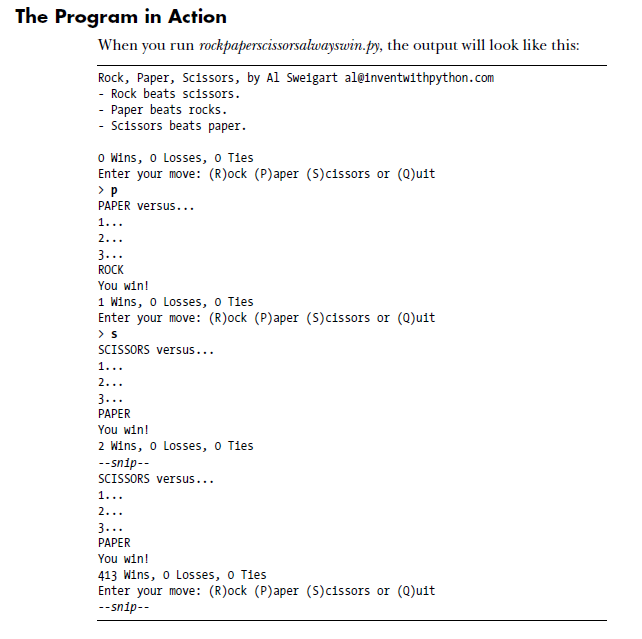 The Program in Action
When you run rockpaperscissorsalwayswin.py, the output will look like this:
Rock, Paper, Scissors, by Al Sweigart al@inventwithpython.com
- Rock beats scissors.
- Paper beats rocks.
- Scissors beats paper.
0 Wins, 0 Losses, 0 Ties
Enter your move: (R)ock (P)aper (S)cissors or (Q)uit
> p
PAPER versus...
1...
2...
3...
ROCK
You win!
1 Wins, 0 Losses, 0 Ties
Enter your move: (R)ock (P)aper (S)cissors or (Q)uit
> s
SCISSORS versus...
1...
2...
3...
PAPER
You win!
2 Wins, 0 Losses, 0 Ties
--snip--
SCISSORS versus...
1...
2...
3...
PAPER
You win!
413 Wins, 0 Losses, 0 Ties
Enter your move: (R)ock (P)aper (S)cissors or (Q)uit
--snip--